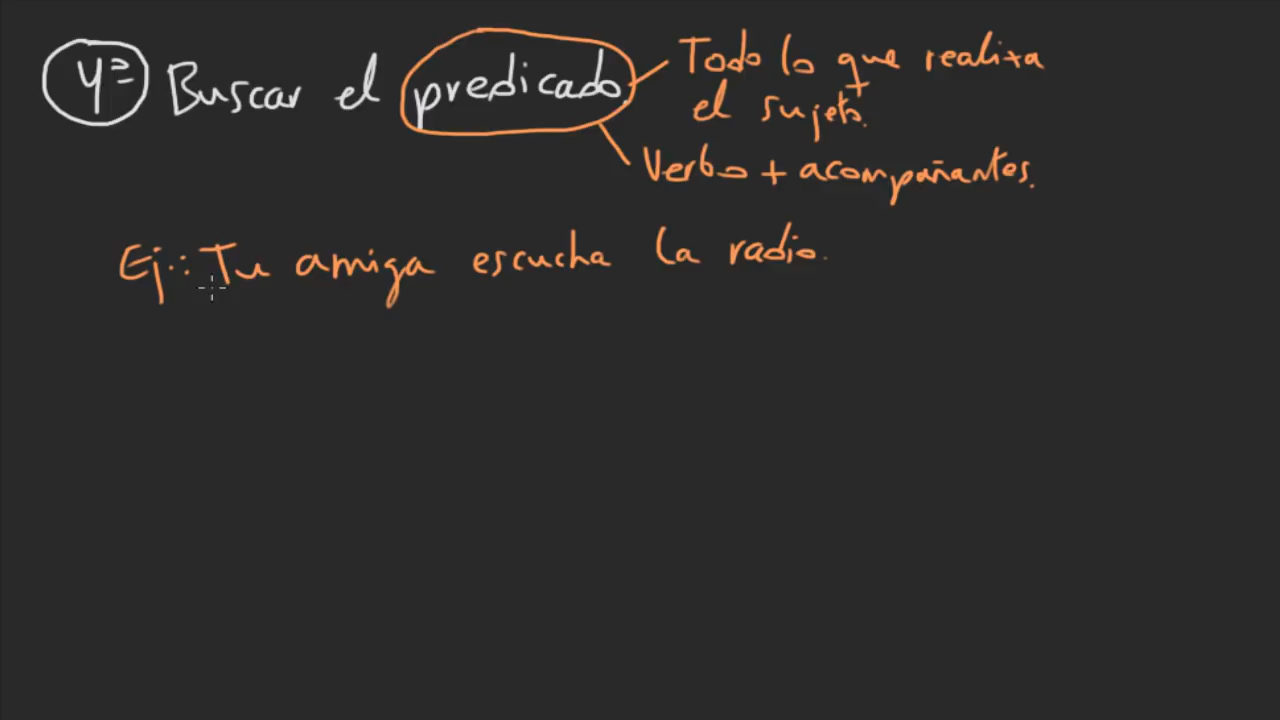 4º Buscar el predicado.
Todo lo que realiza
el sujeto.
Verbo + acompañantes.
Ej.: Tu amiga escucha la radio.